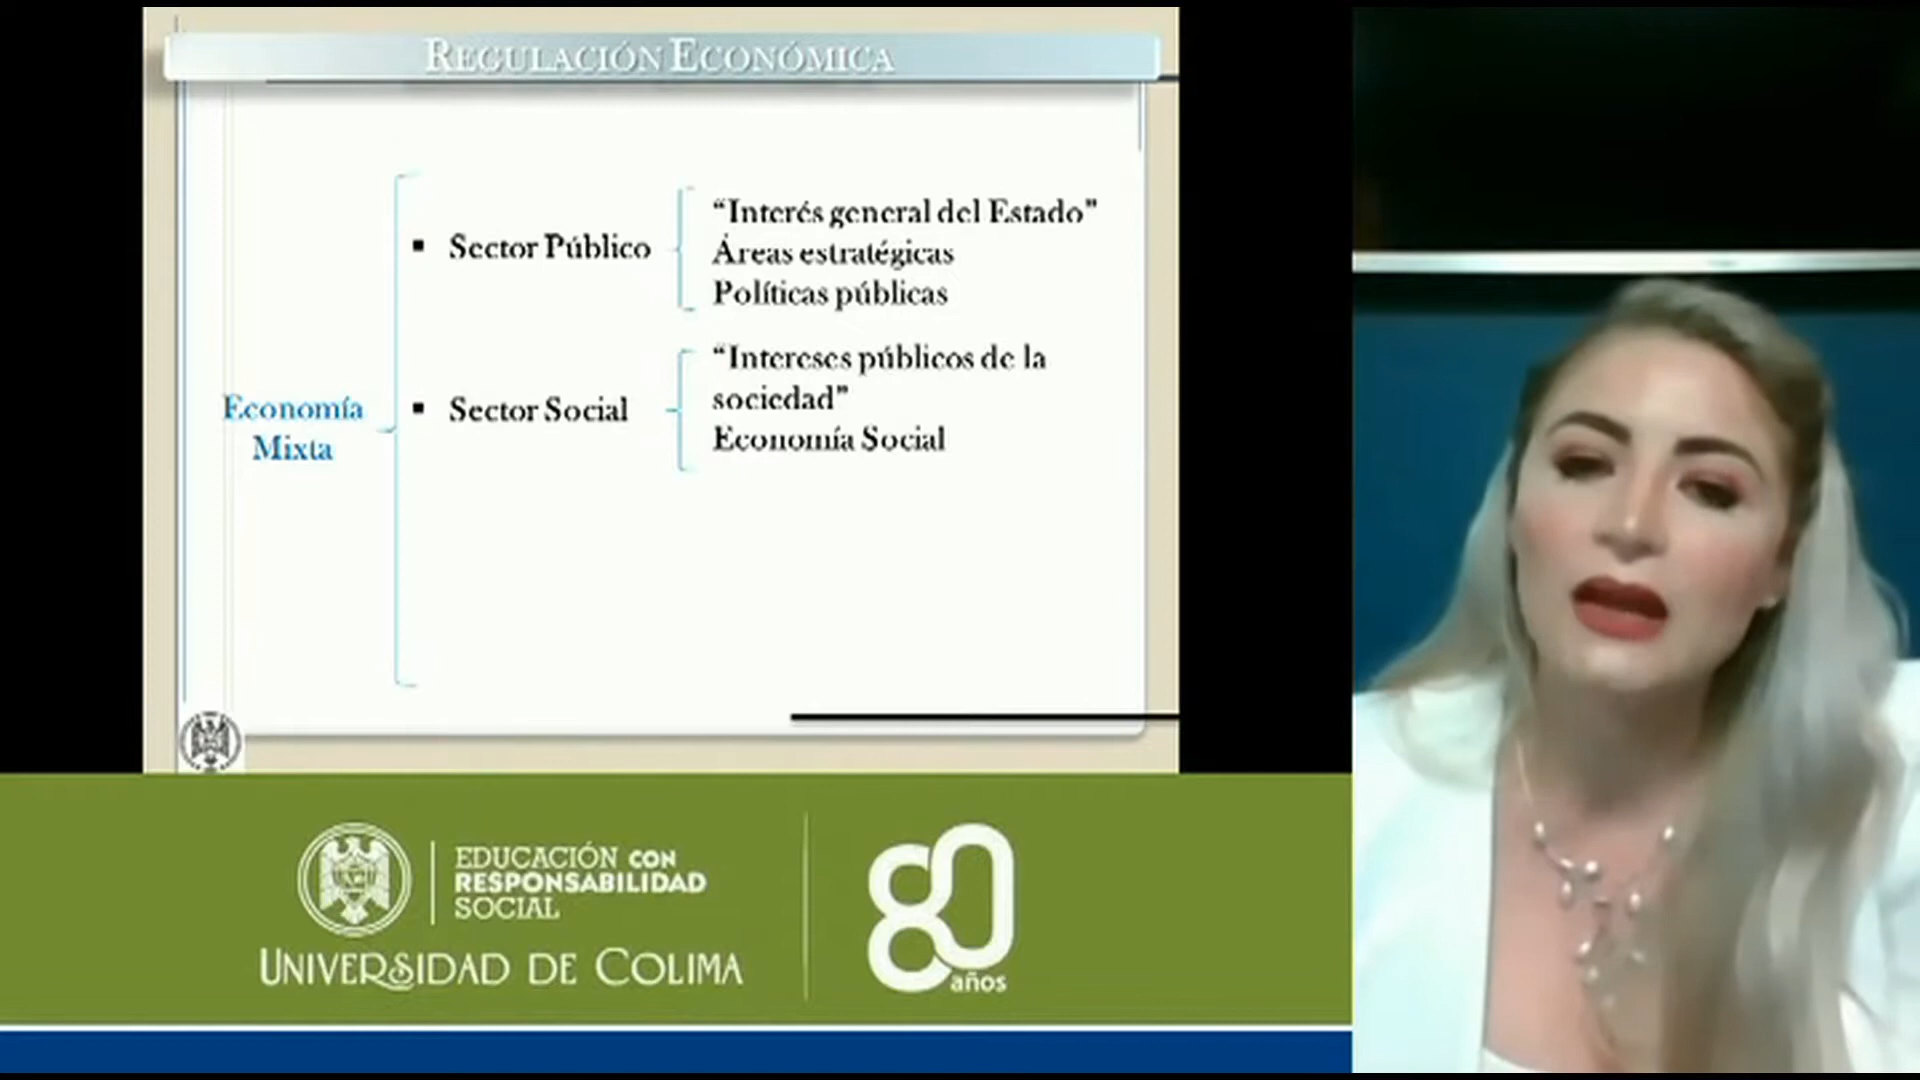 REGULACIÓN ECONÓMICA
Economía
Mixta
▪ Sector Público
“Interés general del Estado”
Áreas estratégicas
Políticas públicas
▪ Sector Social
“Intereses públicos de la
sociedad”
Economía Social
EDUCACIÓN CON
RESPONSABILIDAD
SOCIAL
UNIVERSIDAD DE COLIMA
80
años